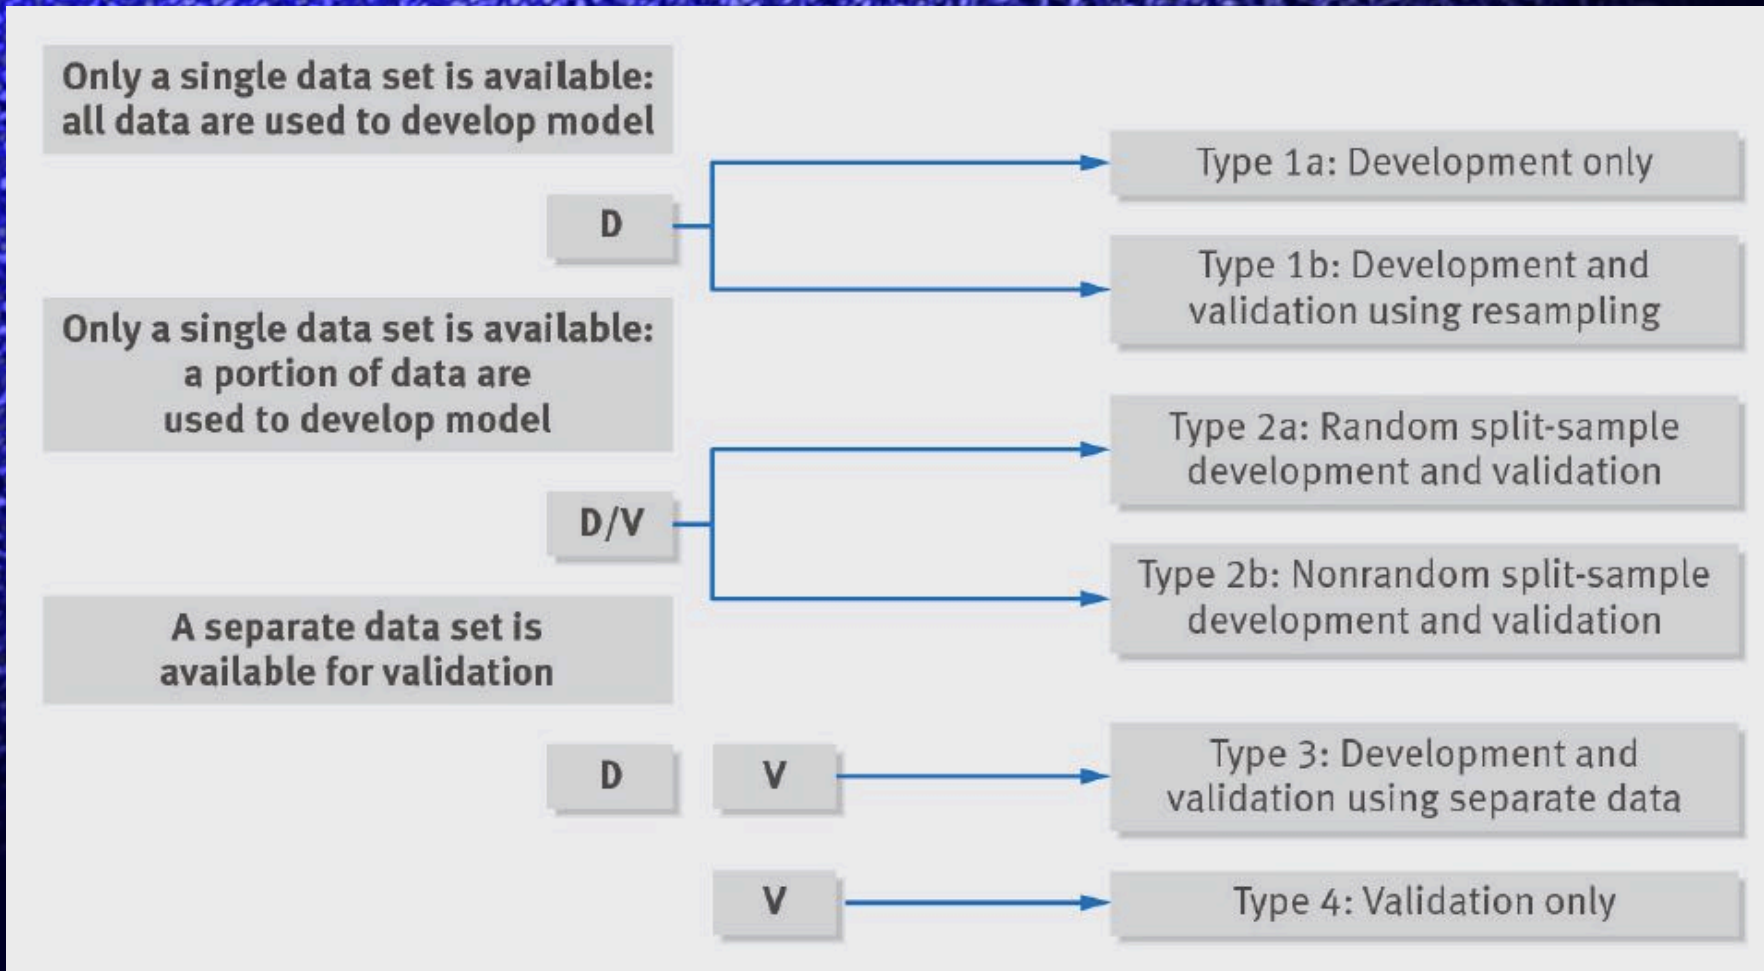 Only a single data set is available:
all data are used to develop model
D
Type 1a: Development only
Type 1b: Development and
validation using resampling
Only a single data set is available:
a portion of data are
used to develop model
D/V
Type 2a: Random split-sample
development and validation
Type 2b: Nonrandom split-sample
development and validation
A separate data set is
available for validation
D
V
Type 3: Development and
validation using separate data
V
Type 4: Validation only